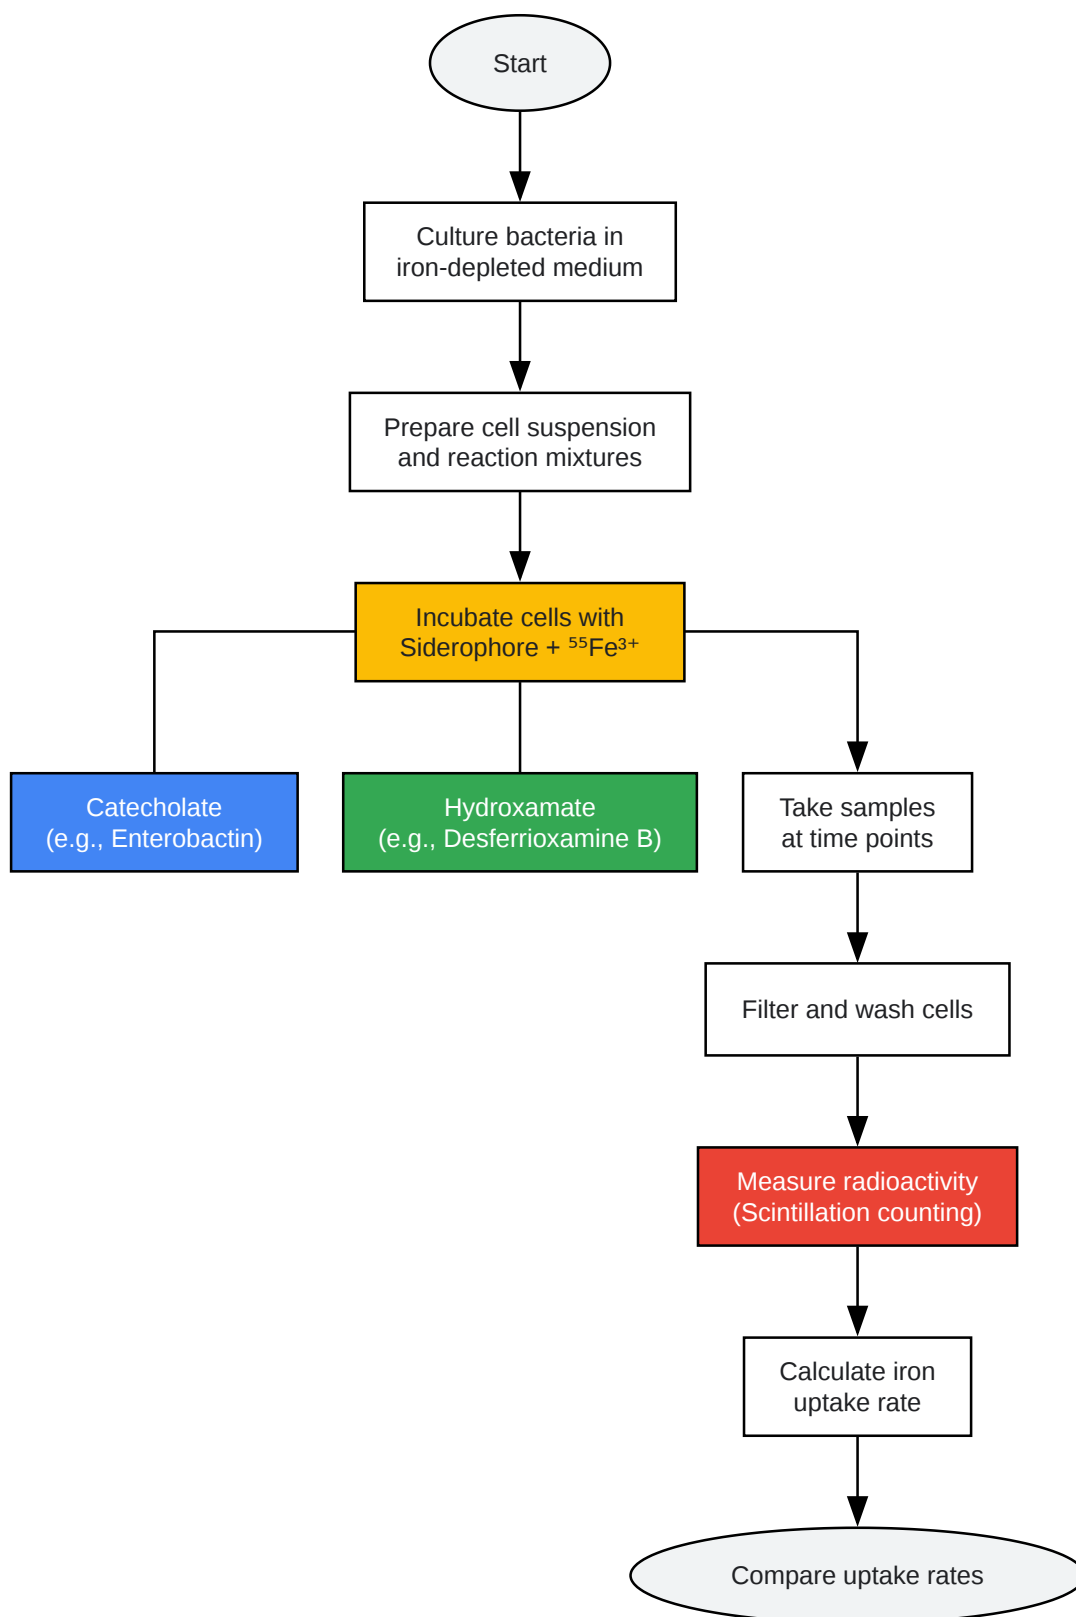 Start
Culture bacteria in
iron-depleted medium
Prepare cell suspension
and reaction mixtures
Incubate cells with
Siderophore + ⁵⁵Fe³⁺
Catecholate
(e.g., Enterobactin)
Hydroxamate
(e.g., Desferrioxamine B)
Take samples
at time points
Filter and wash cells
Measure radioactivity
(Scintillation counting)
Calculate iron
uptake rate
Compare uptake rates